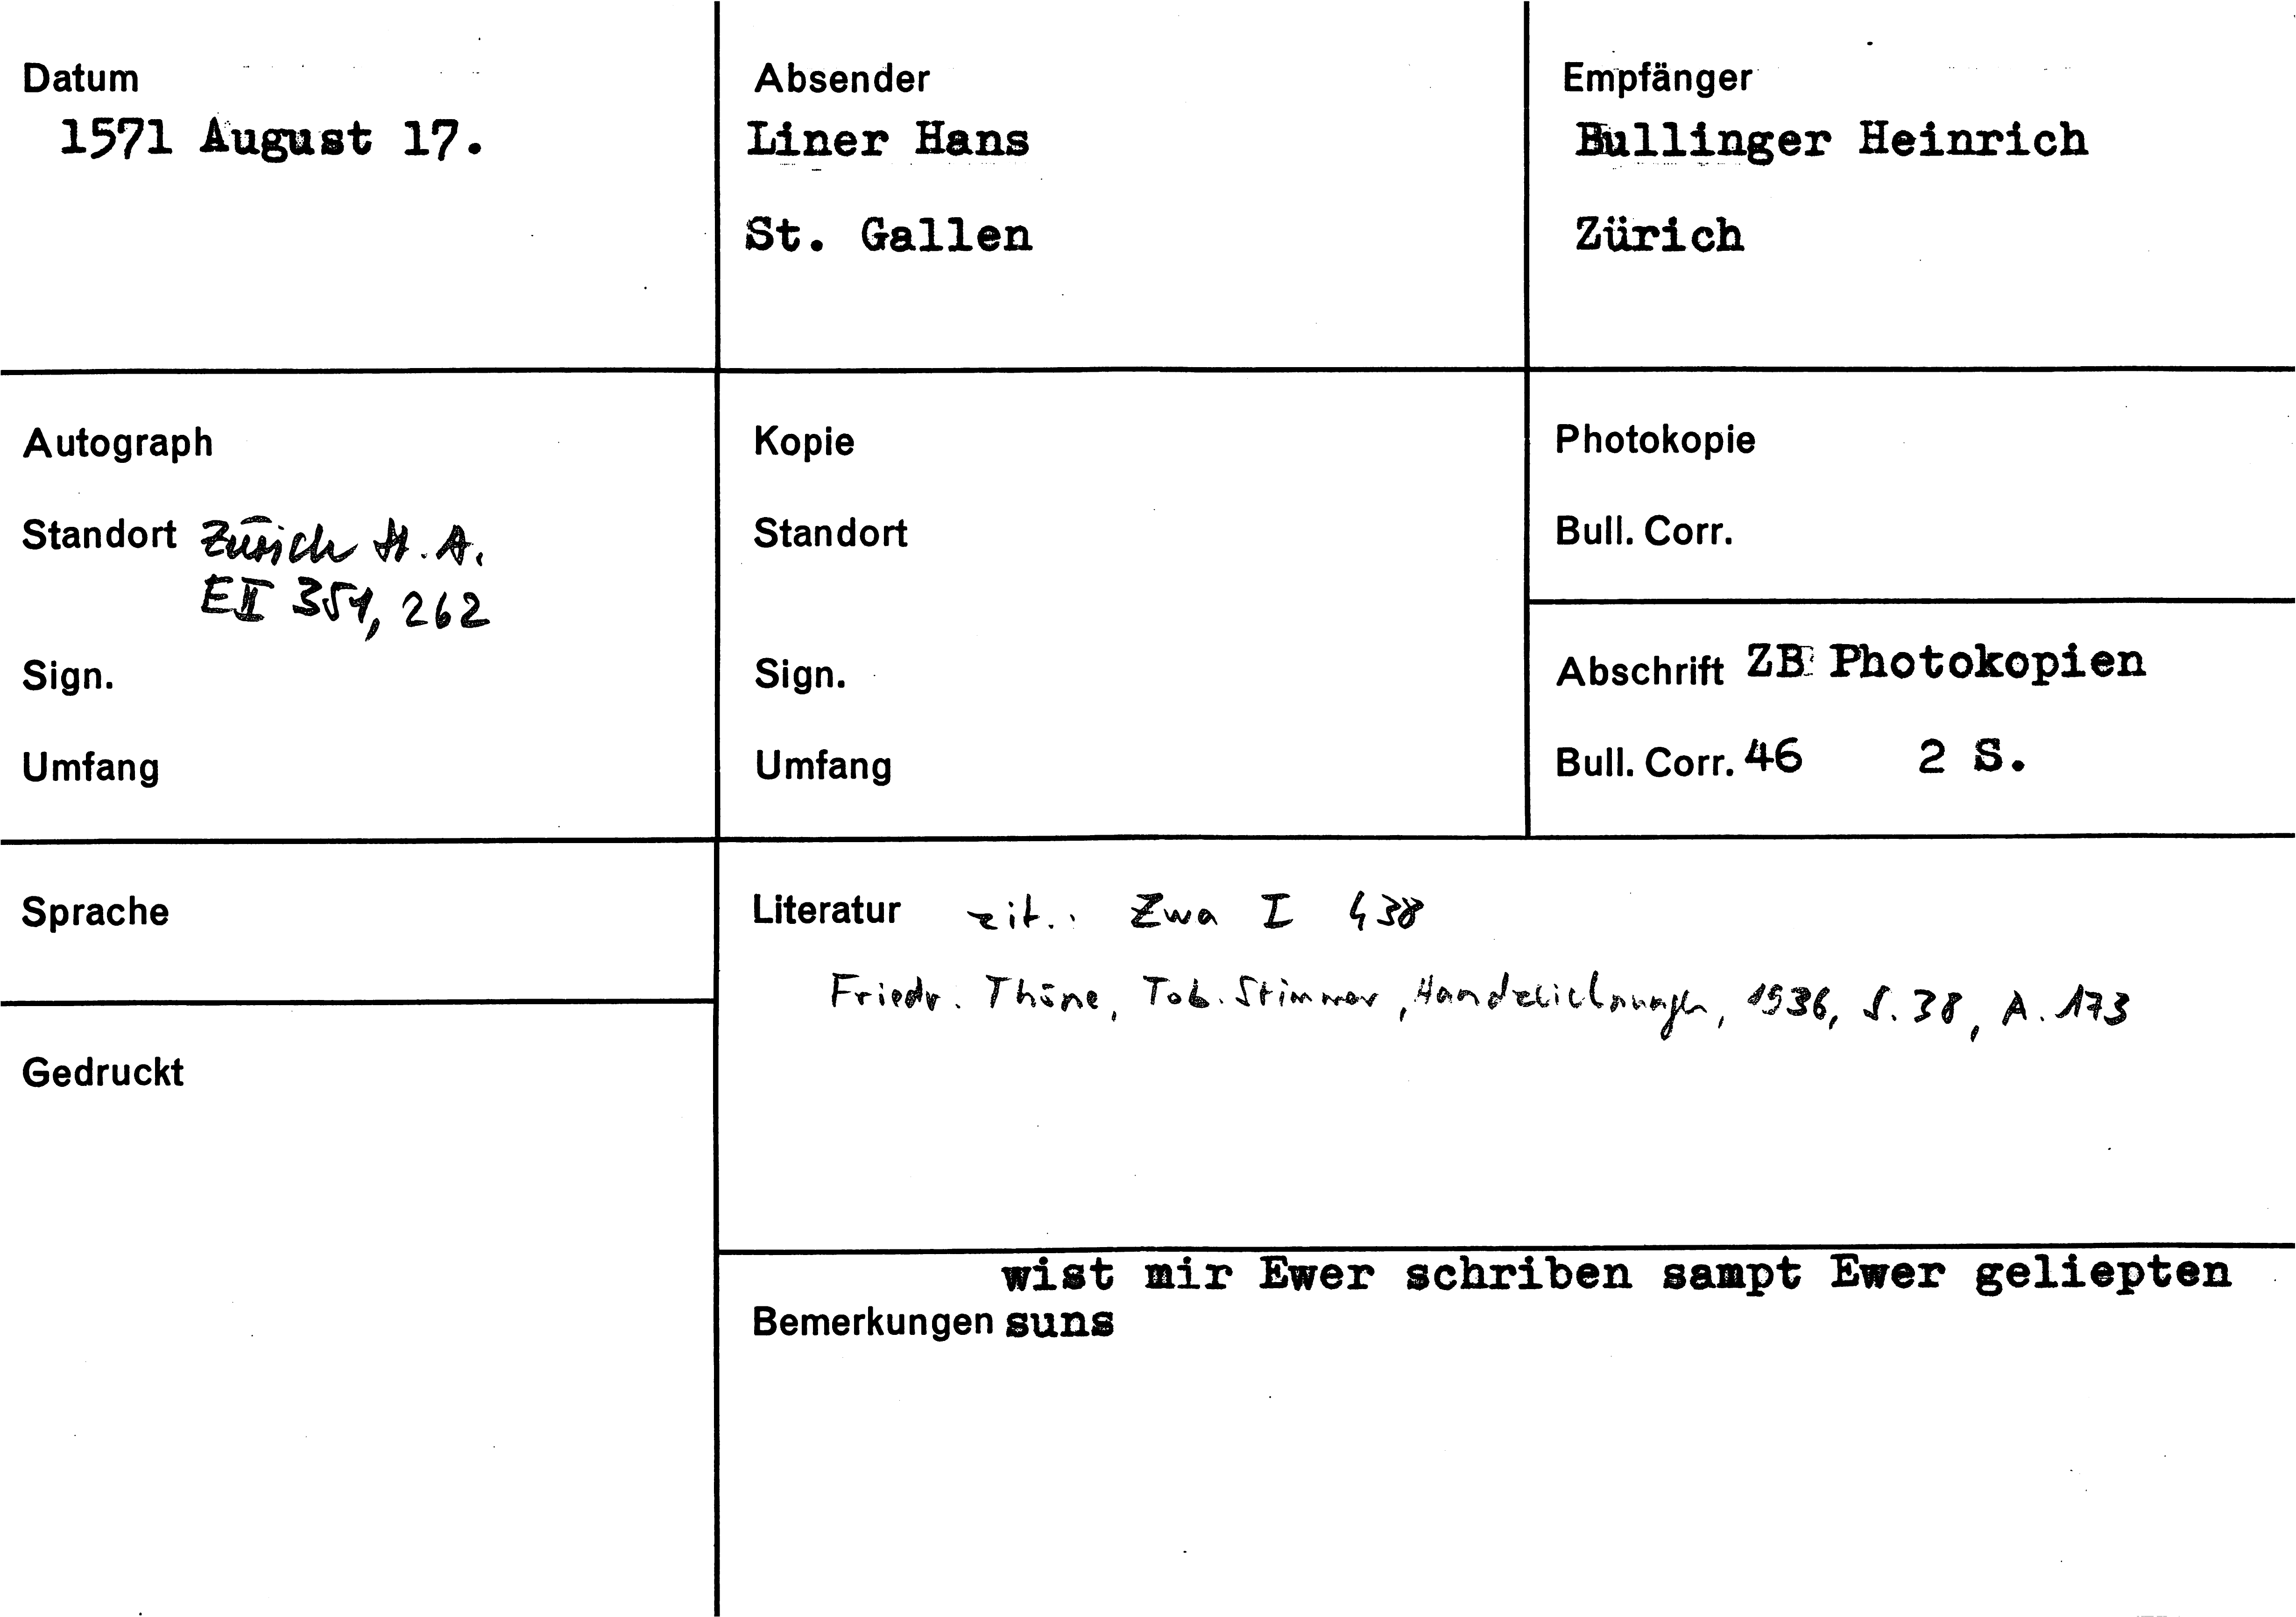 Datum
1571 August 17.
Absender
Liner Hans
St. Gallen
Empfänger
Bullinger Heinrich
Zürich
Autograph
Standort Zürich St. A.
E II 351, 262
Sign.
Umfang
Kopie
Standort
Sign.
Umfang
Photokopie
Bull. Corr.
Abschrift ZB Photokopien
Bull. Corr. 46 2 S.
Sprache
Gedruckt
Literatur zit.: Zwa I 438
Friedr. Thöne, Tob. Stimmer, Handzeichnungen, 1936, S. 38, A. 173
wist mir Ewer schriben sampt Ewer geliepten
Bemerkungen suns